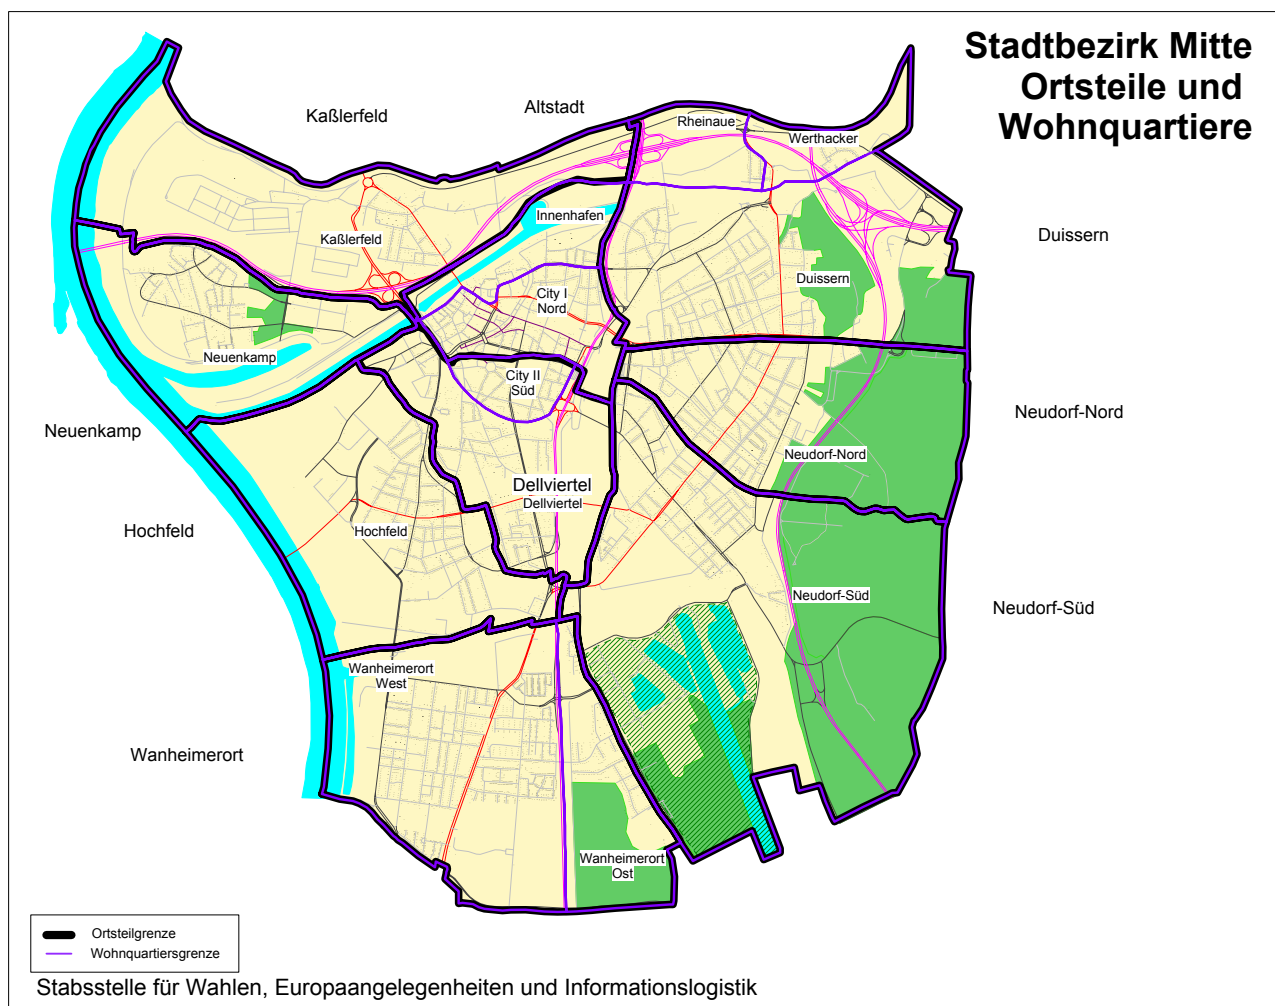 Stadtbezirk Mitte
Ortsteile und
Wohnquartiere
Kaßlerfeld
Altstadt
Rheinaue
Werthacker
Innenhafen
Kaßlerfeld
Duissern
Duissern
City I
Nord
Neuenkamp
City II
Süd
Neudorf-Nord
Neuenkamp
Neudorf-Nord
Dellviertel
Dellviertel
Hochfeld
Hochfeld
Neudorf-Süd
Neudorf-Süd
Wanheimerort
West
Wanheimerort
Wanheimerort
Ost
Ortsteilgrenze
Wohnquartiersgrenze
Stabsstelle für Wahlen, Europaangelegenheiten und Informationslogistik